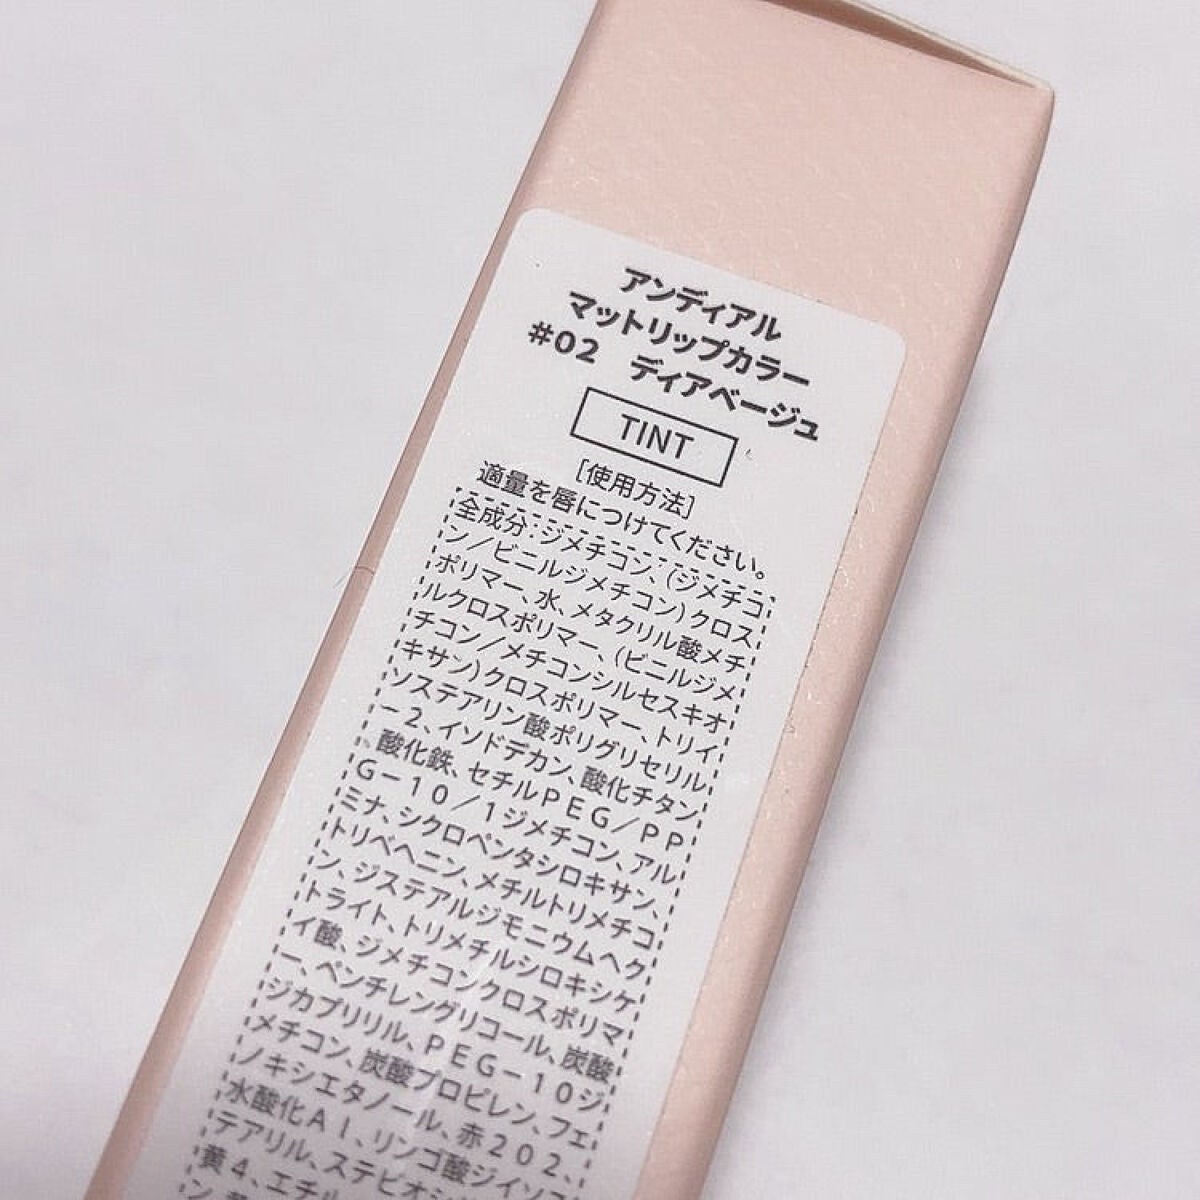 アンディアル
マットリップカラー
#02　ディアベージュ
TINT
［使用方法］
適量を唇につけてください。
全成分：ジメチコン、（ジメチコ
ン／ビニルジメチコン）クロス
ポリマー、水、メタクリル酸メチ
ルクロスポリマー、（ビニルジメ
チコン／メチコンシルセスキオ
キサン）クロスポリマー、トリイ
ソステアリン酸ポリグリセリル
－２、イソドデカン、酸化チタン
、酸化鉄、セチルＰＥＧ／ＰＰ
Ｇ－１０／１ジメチコン、アル
ミナ、シクロペンタシロキサン、
トリベヘニン、メチルトリメチコ
ン、ジステアルジモニウムヘク
トライト、トリメチルシロキシケ
イ酸、ジメチコンクロスポリマ
ー、ペンチレングリコール、炭酸
ジカプリリル、ＰＥＧ－１０ジ
メチコン、炭酸プロピレン、フェ
ノキシエタノール、赤２０２、
水酸化Ａｌ、リンゴ酸ジイソス
テアリル、ステビオシ
黄４、エチル